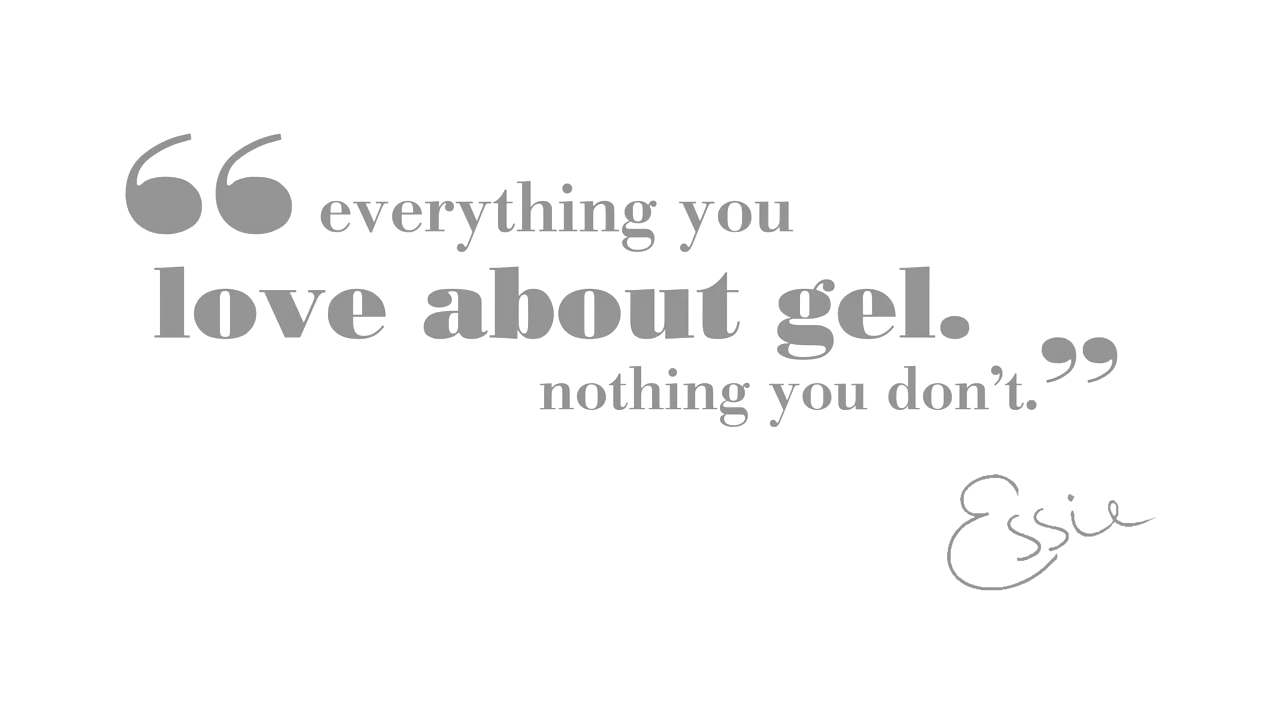 “everything you
love about gel.
nothing you don’t.”
Essie